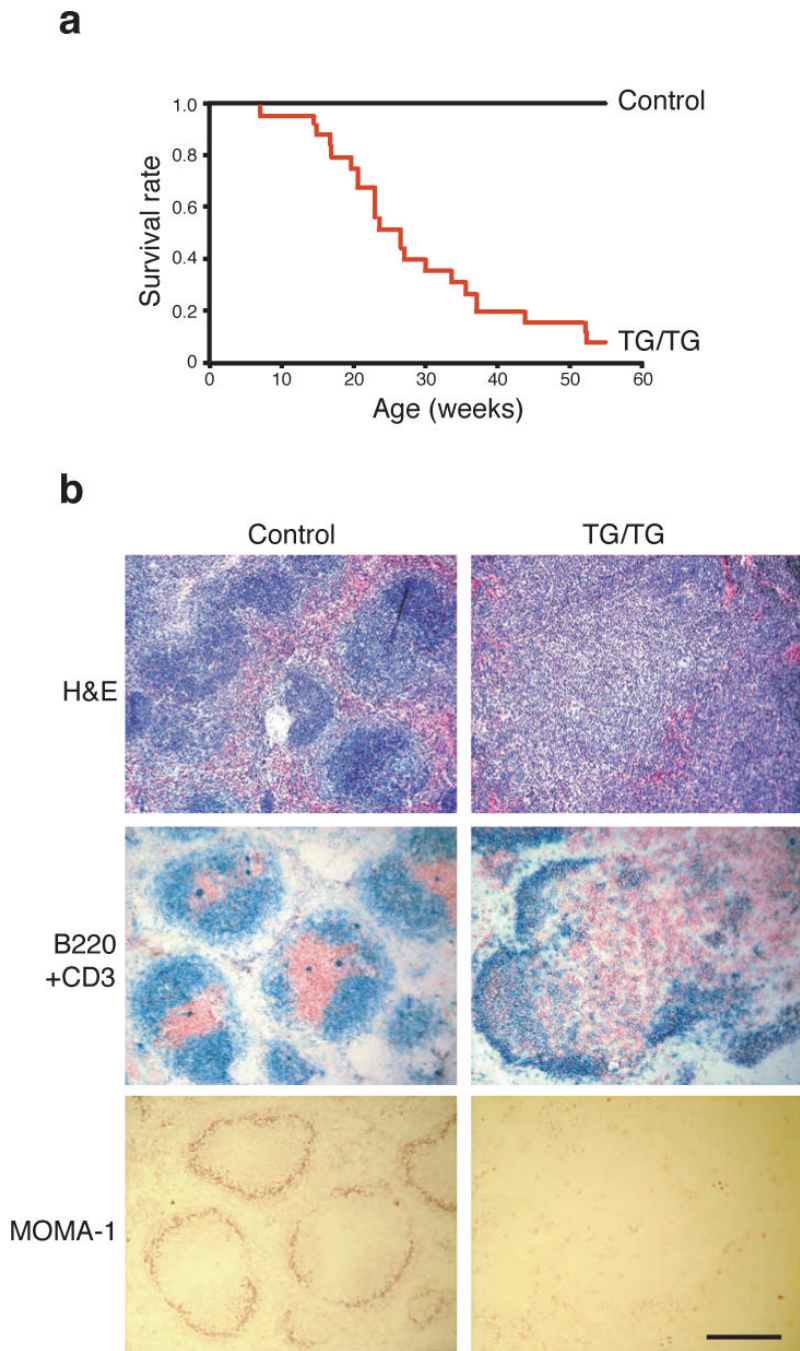 a
1.0
0.8
0.6
0.4
0.2
0
Survival rate
Control
TG/TG
0 10 20 30 40 50 60
Age (weeks)
b
Control TG/TG
H&E
B220
+CD3
MOMA-1